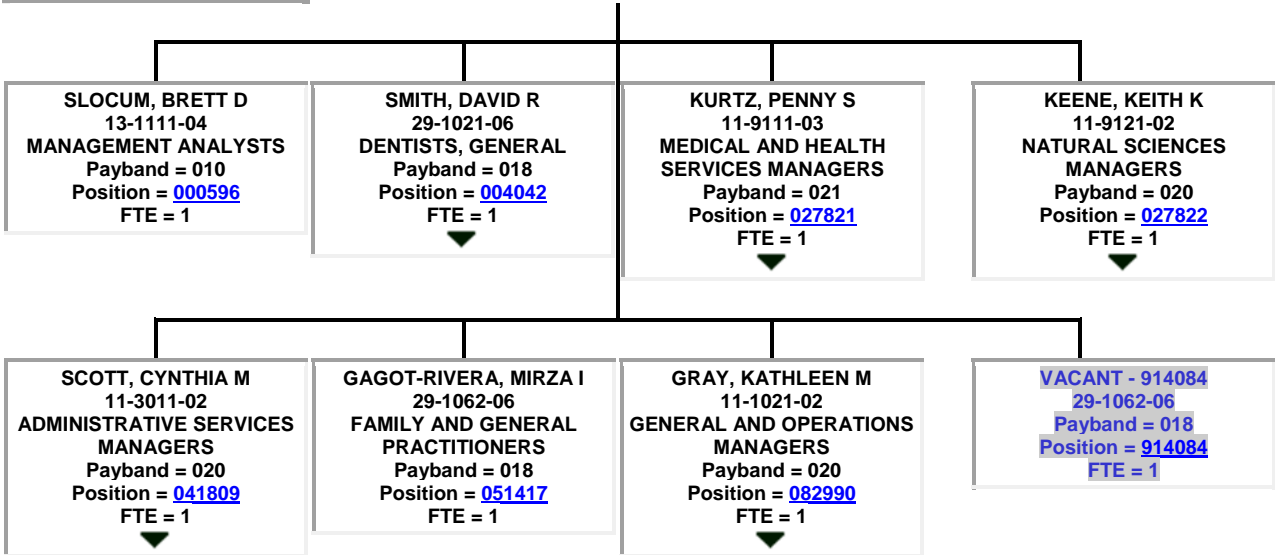 SLOCUM, BRETT D
13-1111-04
MANAGEMENT ANALYSTS
Payband = 010
Position = 000596
FTE = 1
SMITH, DAVID R
29-1021-06
DENTISTS, GENERAL
Payband = 018
Position = 004042
FTE = 1
KURTZ, PENNY S
11-9111-03
MEDICAL AND HEALTH
SERVICES MANAGERS
Payband = 021
Position = 027821
FTE = 1
KEENE, KEITH K
11-9121-02
NATURAL SCIENCES
MANAGERS
Payband = 020
Position = 027822
FTE = 1
SCOTT, CYNTHIA M
11-3011-02
ADMINISTRATIVE SERVICES
MANAGERS
Payband = 020
Position = 041809
FTE = 1
GAGOT-RIVERA, MIRZA I
29-1062-06
FAMILY AND GENERAL
PRACTITIONERS
Payband = 018
Position = 051417
FTE = 1
GRAY, KATHLEEN M
11-1021-02
GENERAL AND OPERATIONS
MANAGERS
Payband = 020
Position = 082990
FTE = 1
VACANT - 914084
29-1062-06
Payband = 018
Position = 914084
FTE = 1